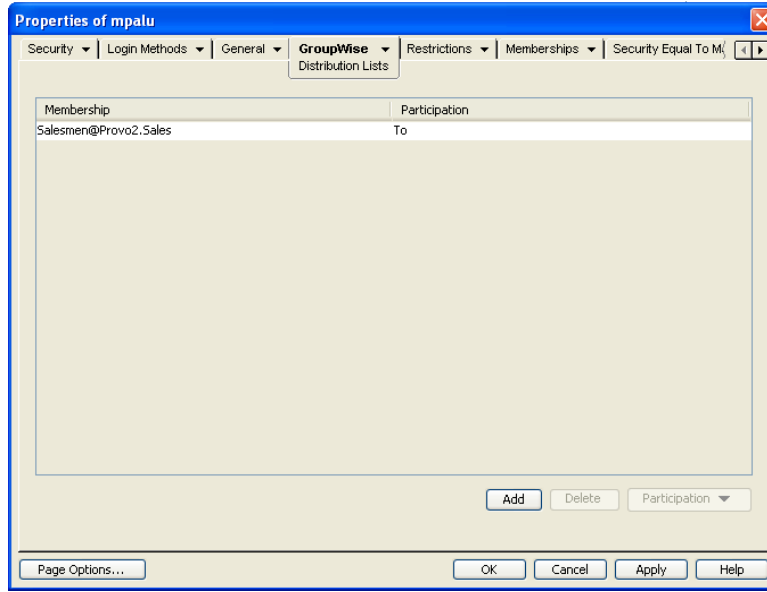 Properties of mpalu
Security Login Methods General GroupWise Restrictions Memberships Security Equal To
Distribution Lists
Membership Participation
Salesmen@Provo2.Sales To
Add Delete Participation
Page Options... OK Cancel Apply Help